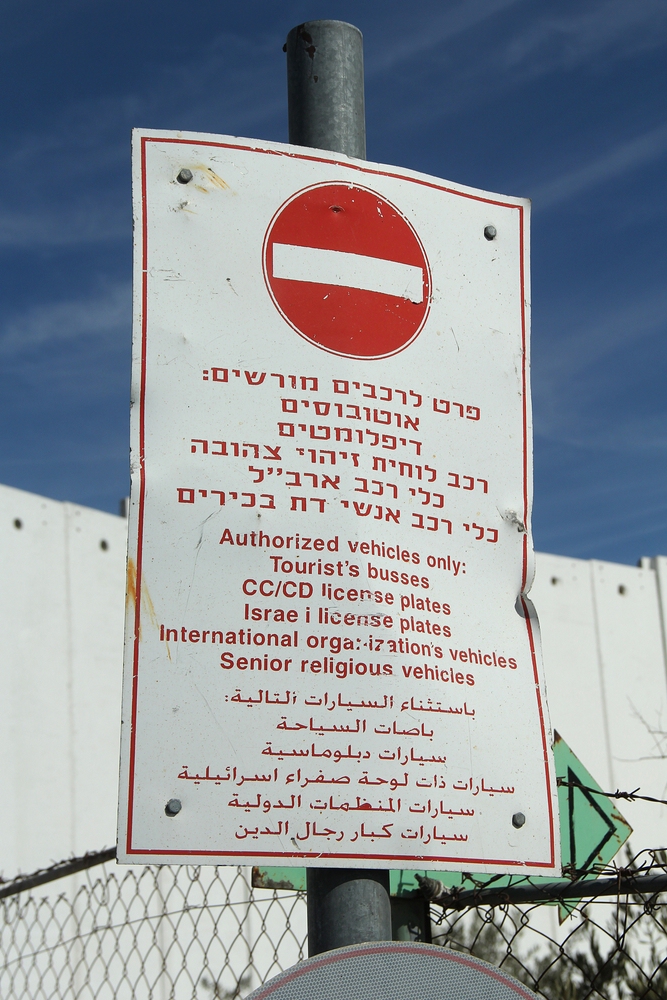 פרט לרכבים מורשים:
אוטובוסים
דיפלומטים
רכב לוחית זיהוי צהובה
כלי רכב ארב״ל
כלי רכב אנשי דת בכירים
Authorized vehicles only:
Tourist's busses
CC/CD license plates
Israe i license plates
International organization's vehicles
Senior religious vehicles
باستثناء السيارات التالية:
باصات السياحة
سيارات دبلوماسية
سيارات ذات لوحة صفراء اسرائيلية
سيارات المنظمات الدولية
سيارات كبار رجال الدين